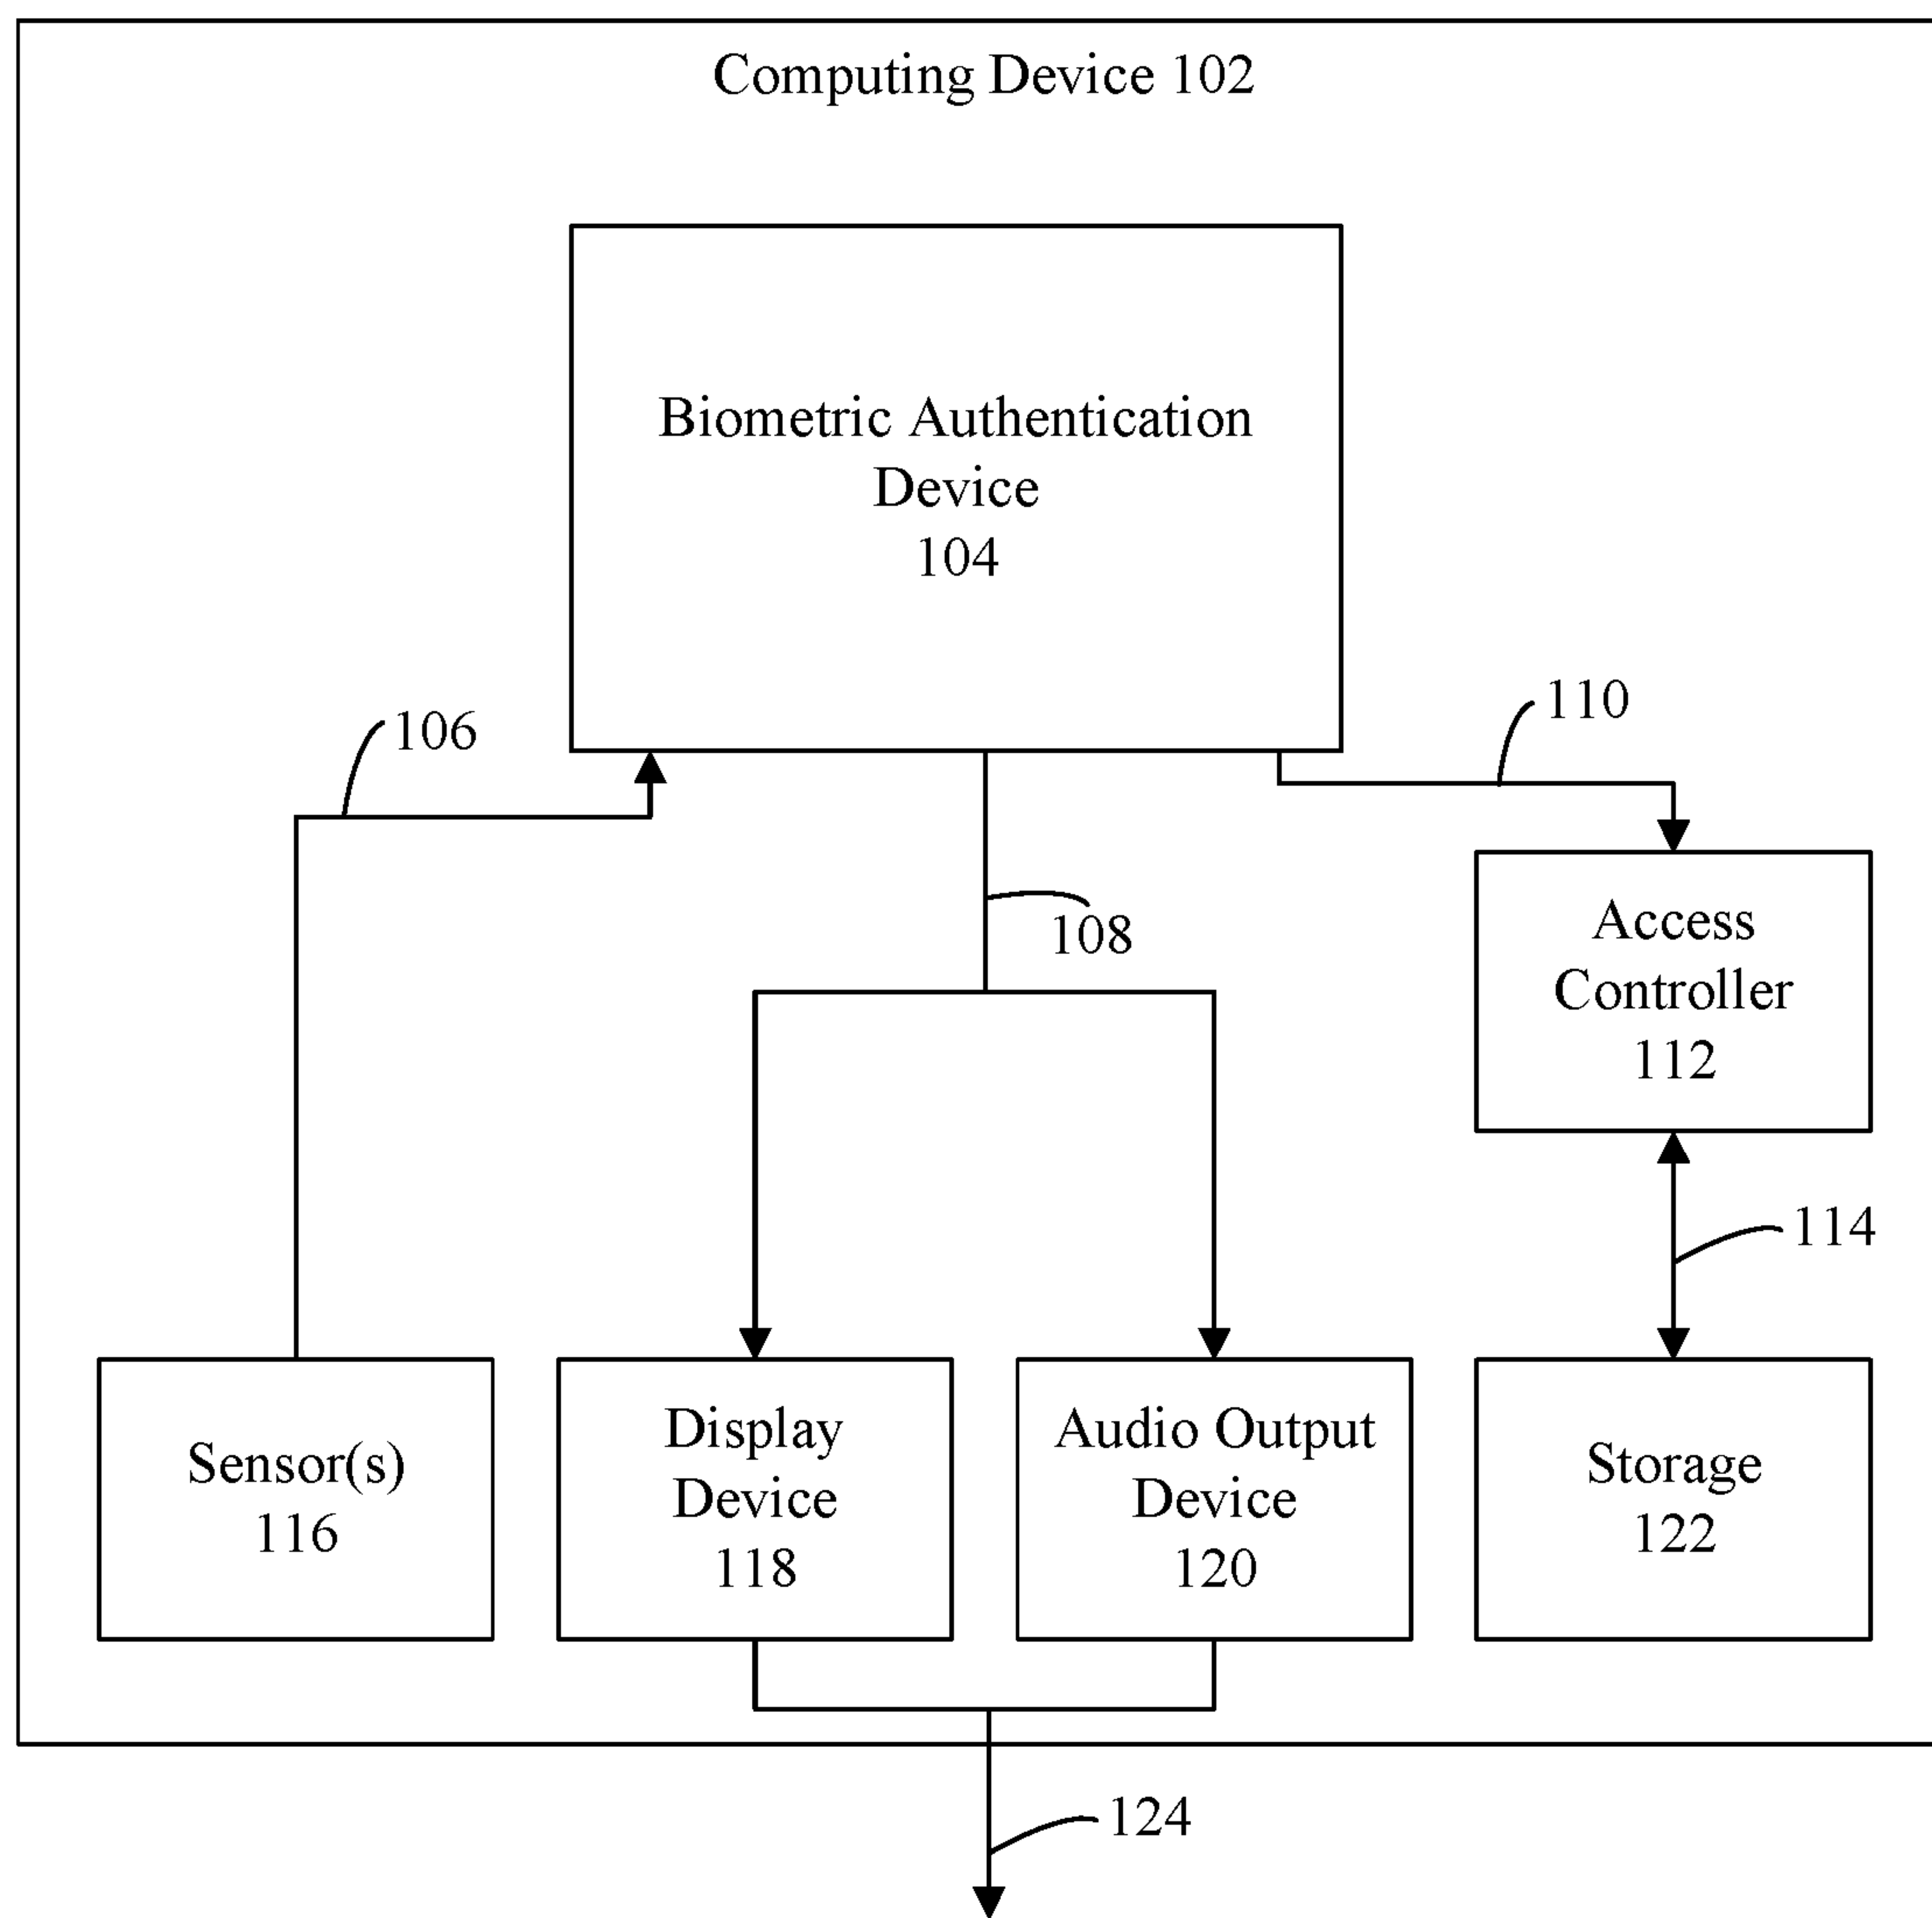 Computing Device 102
Biometric Authentication
Device
104
106
110
108
Access
Controller
112
114
Sensor(s)
116
Display
Device
118
Audio Output
Device
120
Storage
122
124